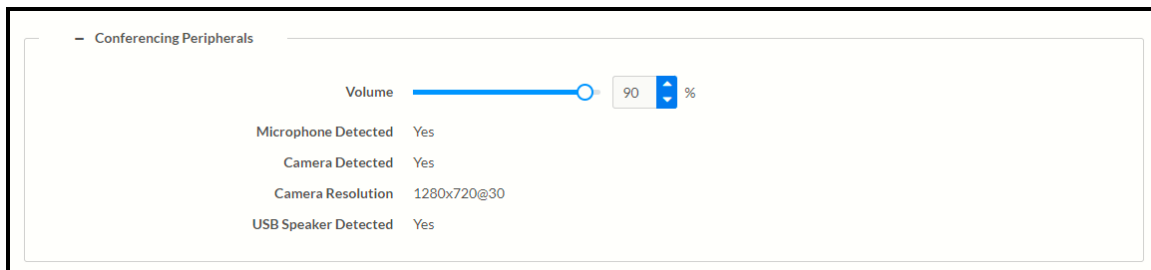 – Conferencing Peripherals
Volume 90 %
Microphone Detected Yes
Camera Detected Yes
Camera Resolution 1280x720@30
USB Speaker Detected Yes